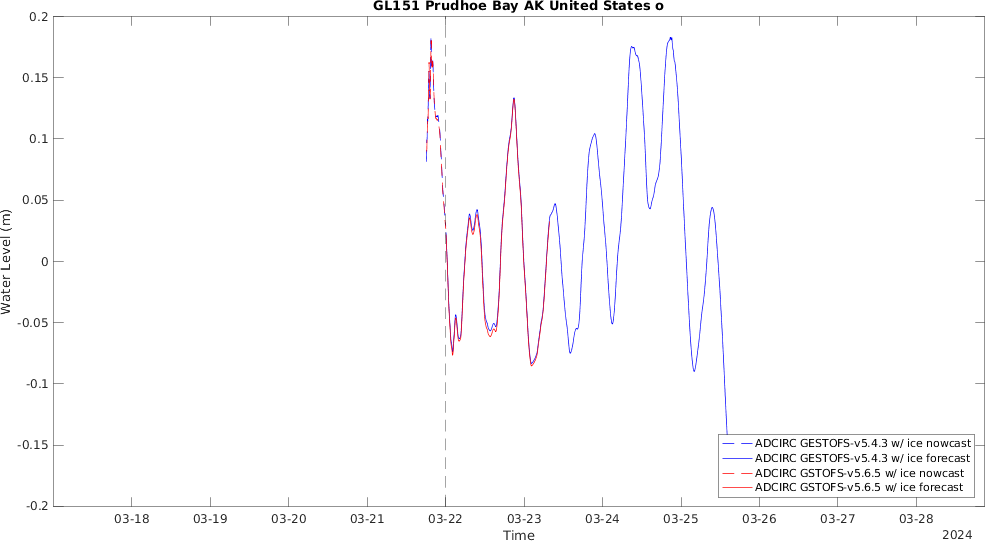 GL151 Prudhoe Bay AK United States o
0.2
0.15
0.1
0.05
0
-0.05
-0.1
-0.15
-0.2
Water Level (m)
ADCIRC GESTOFS-v5.4.3 w/ ice nowcast
ADCIRC GESTOFS-v5.4.3 w/ ice forecast
ADCIRC GSTOFS-v5.6.5 w/ ice nowcast
ADCIRC GSTOFS-v5.6.5 w/ ice forecast
03-18 03-19 03-20 03-21 03-22 03-23 03-24 03-25 03-26 03-27 03-28
Time
2024